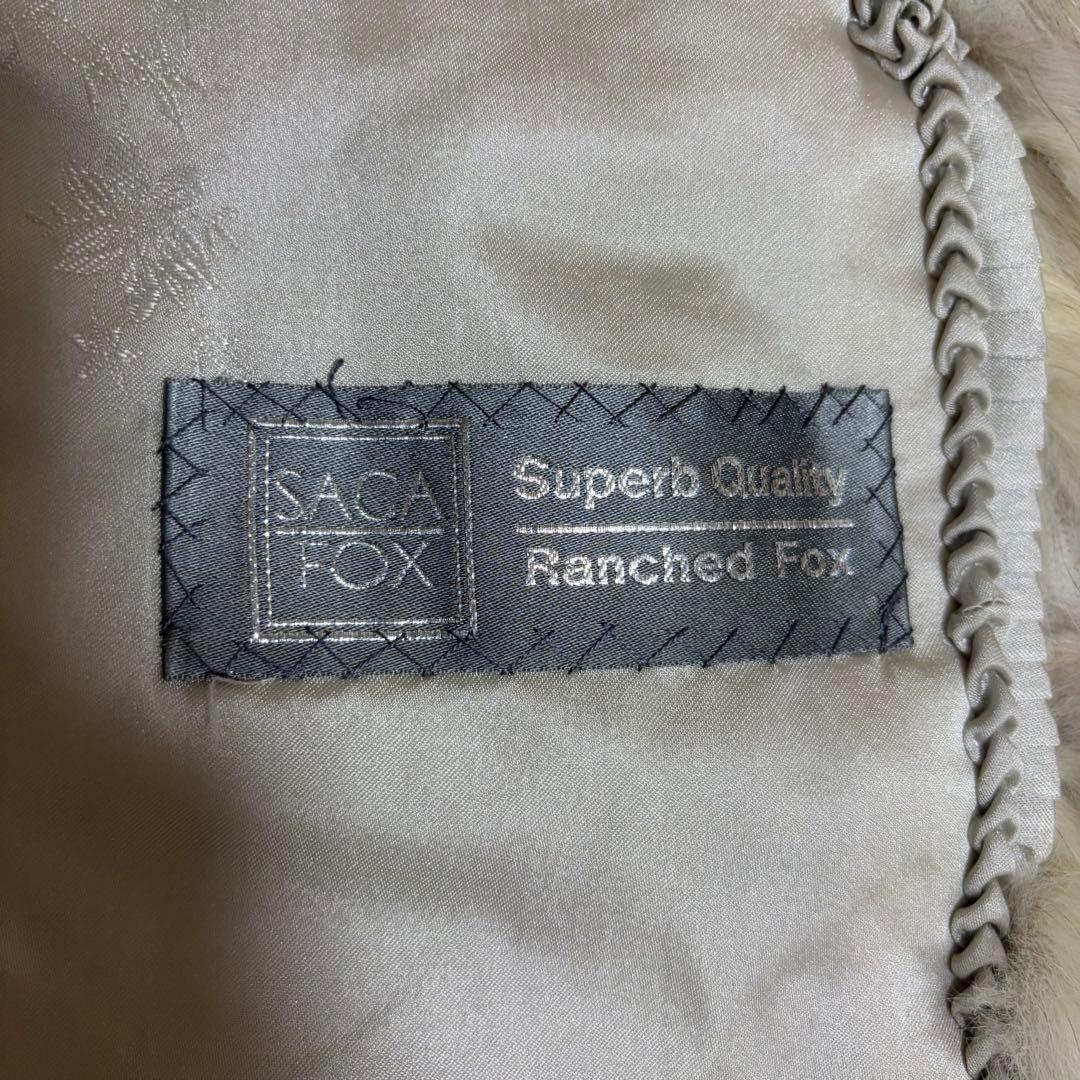 SAGA
FOX
Superb Quality
Ranched Fox